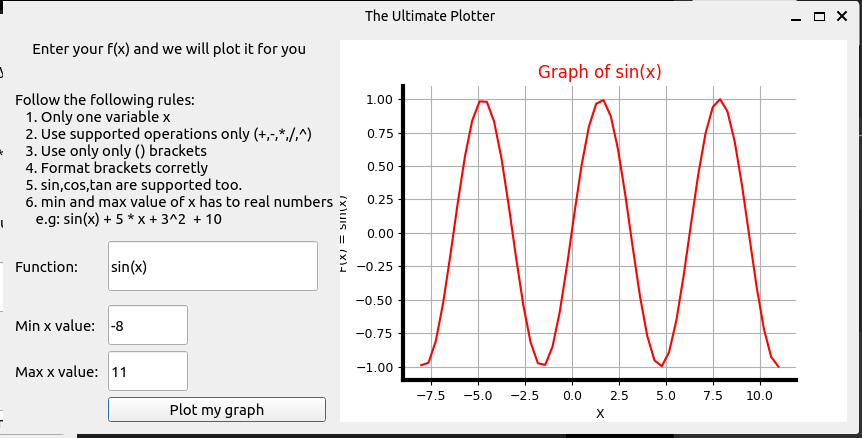 The Ultimate Plotter
Enter your f(x) and we will plot it for you
Follow the following rules:
1. Only one variable x
2. Use supported operations only (+,-,*,/,^)
3. Use only only () brackets
4. Format brackets corretly
5. sin,cos,tan are supported too.
6. min and max value of x has to real numbers
e.g: sin(x) + 5 * x + 3^2 + 10
Function:
sin(x)
Min x value:
-8
Max x value:
11
Plot my graph
Graph of sin(x)
1.00
0.75
0.50
0.25
0.00
−0.25
−0.50
−0.75
−1.00
F(x) = sin(x)
−7.5 −5.0 −2.5 0.0 2.5 5.0 7.5 10.0
X